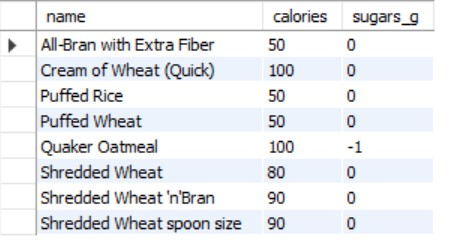 name calories sugars_g
All-Bran with Extra Fiber 50 0
Cream of Wheat (Quick) 100 0
Puffed Rice 50 0
Puffed Wheat 50 0
Quaker Oatmeal 100 -1
Shredded Wheat 80 0
Shredded Wheat 'n'Bran 90 0
Shredded Wheat spoon size 90 0